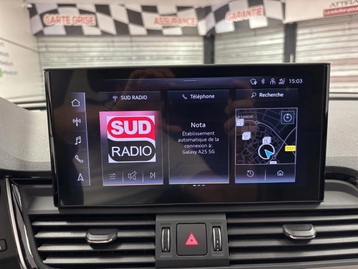 CARTE GRISE
ASSURANCE
GARANTIE
15:03
SUD RADIO
Téléphone
Recherche
SUD
RADIO
Nota
Établissement
automatique de la
connexion à
Galaxy A25 5G